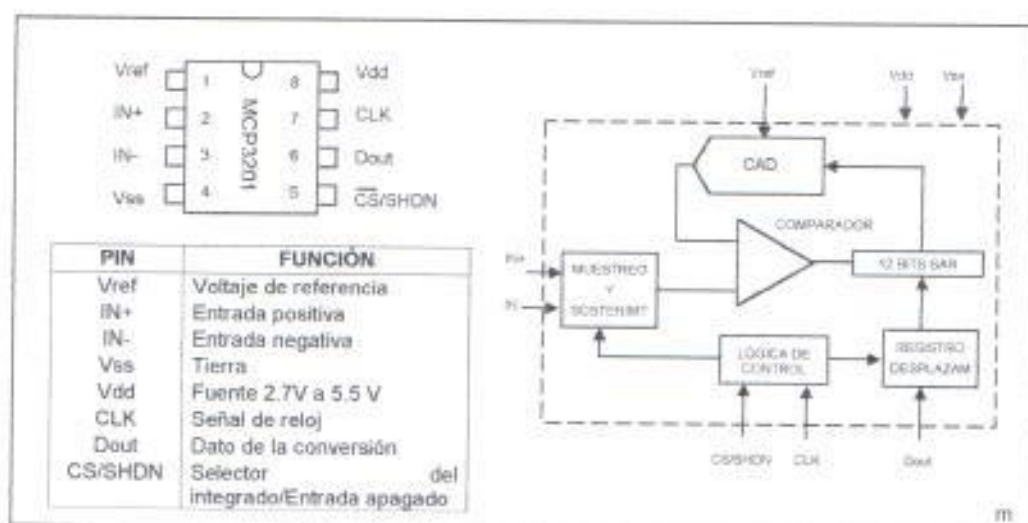 Vref 1 8 Vdd
IN+ 2 7 CLK
IN- 3 6 Dout
Vss 4 5 CS/SHDN
MCP3201
PIN FUNCIÓN
Vref Voltaje de referencia
IN+ Entrada positiva
IN- Entrada negativa
Vss Tierra
Vdd Fuente 2.7V a 5.5 V
CLK Señal de reloj
Dout Dato de la conversión
CS/SHDN Selector del
integrado/Entrada apagado
Vref Vdd Vss
CAD
COMPARADOR
IN+
IN-
MUESTREO
Y
SOSTENIMT
12 BITS SAR
LÓGICA DE
CONTROL
REGISTRO
DESPLAZAM
CS/SHDN CLK Dout
m